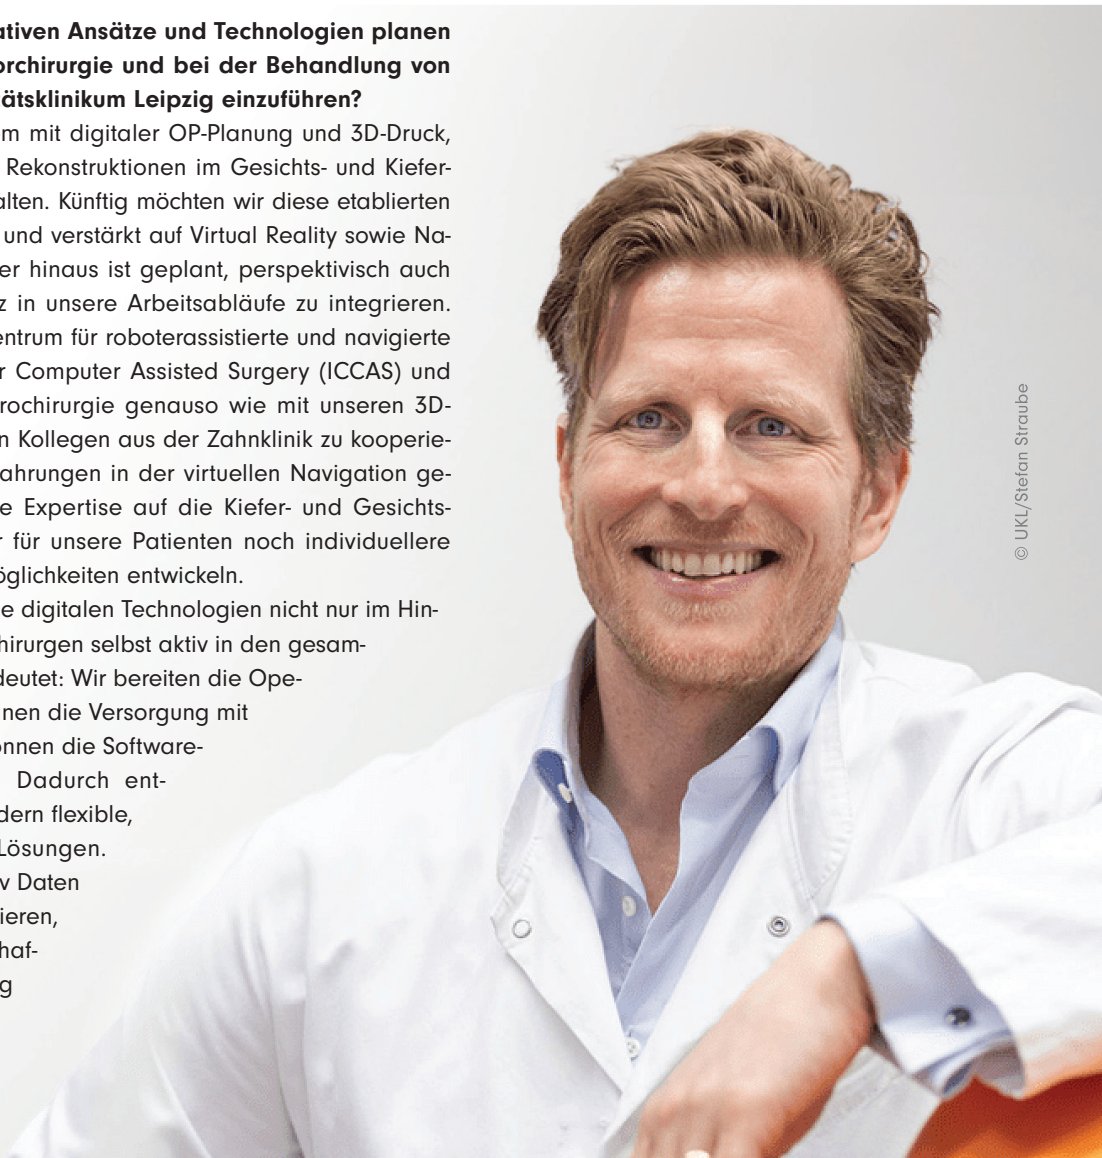 ativen Ansätze und Technologien planen
orchirurgie und bei der Behandlung von
ätsklinikum Leipzig einzuführen?
m mit digitaler OP-Planung und 3D-Druck,
Rekonstruktionen im Gesichts- und Kiefer-
alten. Künftig möchten wir diese etablierten
und verstärkt auf Virtual Reality sowie Na-
er hinaus ist geplant, perspektivisch auch
z in unsere Arbeitsabläufe zu integrieren.
entrum für roboterassistierte und navigierte
r Computer Assisted Surgery (ICCAS) und
rochirurgie genauso wie mit unseren 3D-
n Kollegen aus der Zahnklinik zu kooperie-
ahrungen in der virtuellen Navigation ge-
e Expertise auf die Kiefer- und Gesichts-
r für unsere Patienten noch individuellere
öglichkeiten entwickeln.
e digitalen Technologien nicht nur im Hin-
hirurgen selbst aktiv in den gesam-
deutet: Wir bereiten die Ope-
nen die Versorgung mit
önnen die Software-
Dadurch ent-
dern flexible,
Lösungen.
v Daten
ieren,
haf-
g
© UKL/Stefan Straube